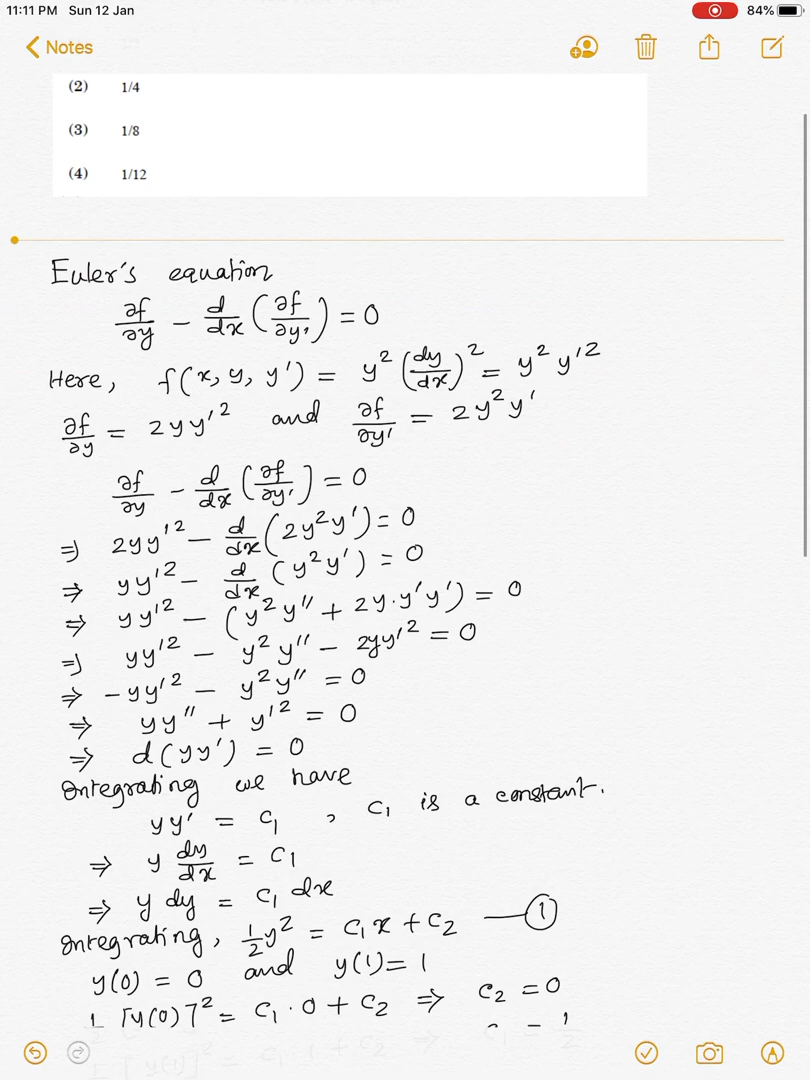 11:11 PM Sun 12 Jan 84%
Notes
(2) 1/4
(3) 1/8
(4) 1/12
Euler's equation
∂f/∂y − d/dx (∂f/∂y') = 0
Here, f(x, y, y') = y² (dy/dx)² = y² y'²
∂f/∂y = 2yy'² and ∂f/∂y' = 2y²y'
∂f/∂y − d/dx (∂f/∂y') = 0
⇒ 2yy'² − d/dx (2y²y') = 0
⇒ yy'² − d/dx (y²y') = 0
⇒ yy'² − (y²y'' + 2y·y'y') = 0
⇒ yy'² − y²y'' − 2yy'² = 0
⇒ −yy'² − y²y'' = 0
⇒ yy'' + y'² = 0
⇒ d(yy') = 0
Integrating we have
yy' = c₁ , c₁ is a constant.
⇒ y dy/dx = c₁
⇒ y dy = c₁ dx
Integrating, ½y² = c₁x + c₂ —①
y(0) = 0 and y(1) = 1
[y(0)]² = c₁·0 + c₂ ⇒ c₂ = 0